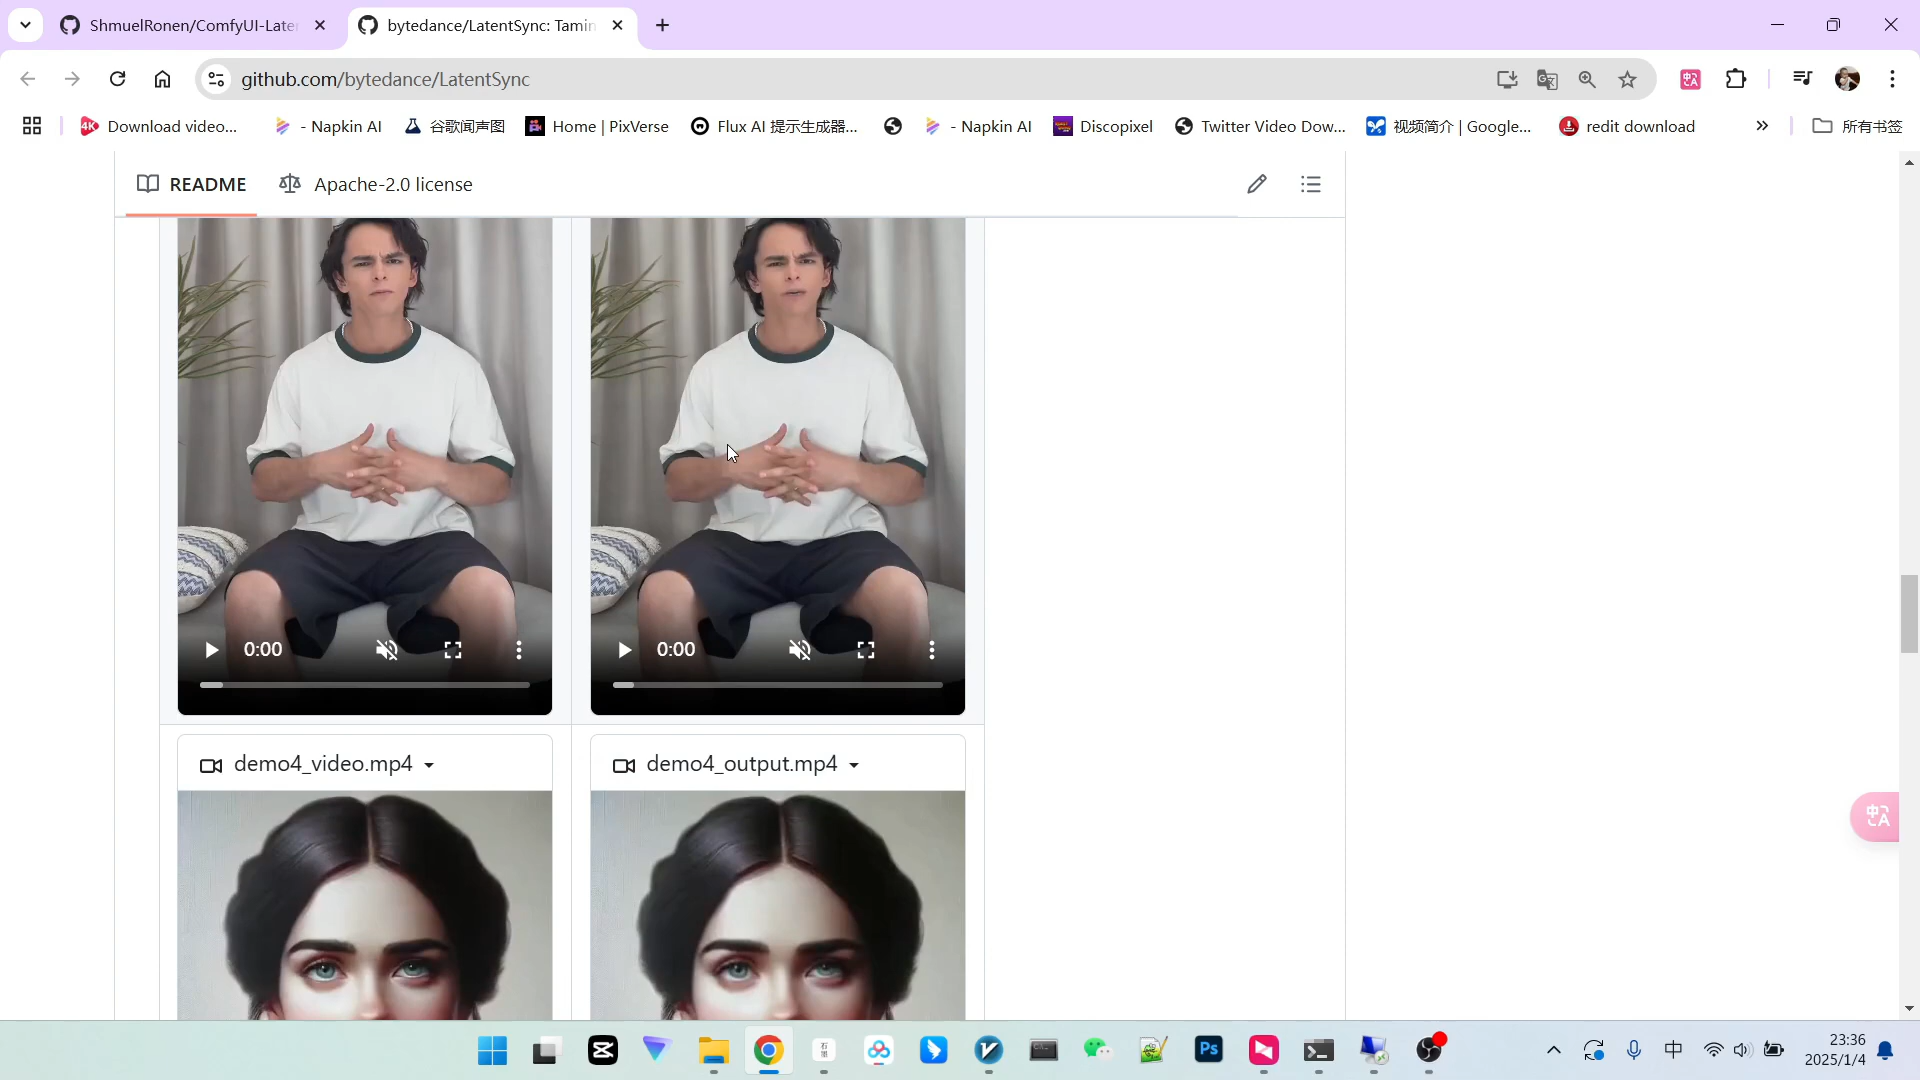 ShmuelRonen/ComfyUI-Late
bytedance/LatentSync: Tamin
github.com/bytedance/LatentSync
Download video...
- Napkin AI
谷歌闻声图
Home | PixVerse
Flux AI 提示生成器...
- Napkin AI
Discopixel
Twitter Video Dow...
视频简介 | Google...
redit download
所有书签
README
Apache-2.0 license
0:00
0:00
demo4_video.mp4
demo4_output.mp4
中
23:36
2025/1/4